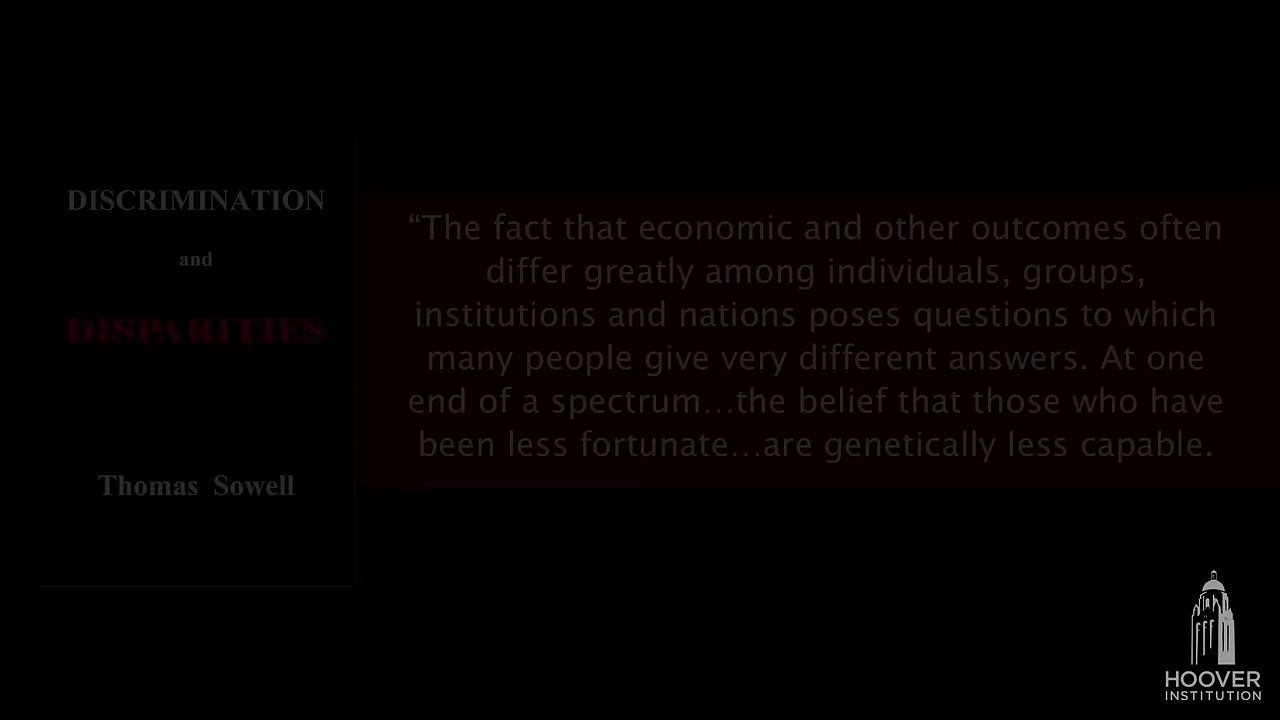 DISCRIMINATION
and
DISPARITIES
Thomas Sowell
“The fact that economic and other outcomes often
differ greatly among individuals, groups,
institutions and nations poses questions to which
many people give very different answers. At one
end of a spectrum…the belief that those who have
been less fortunate…are genetically less capable.
HOOVER
INSTITUTION